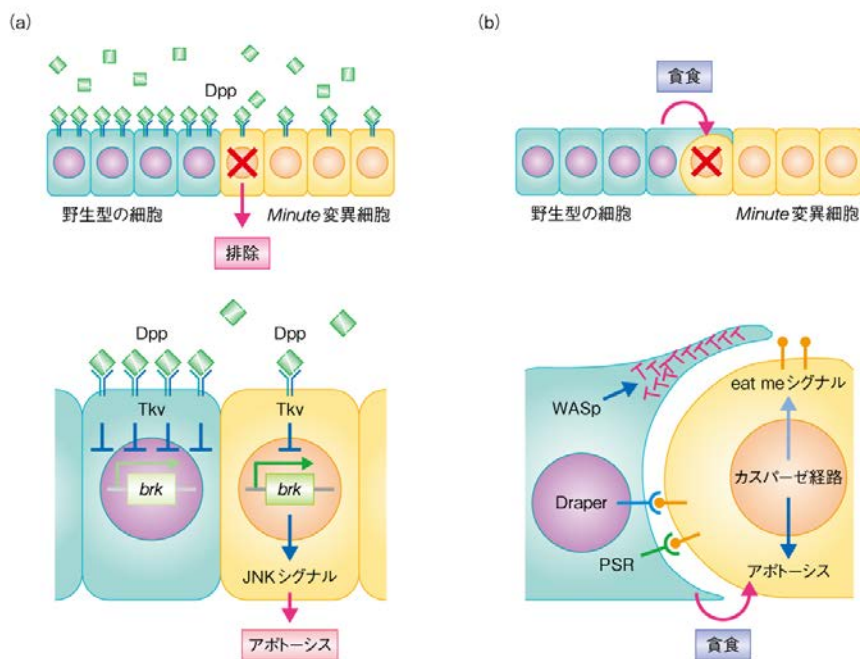 (a)
Dpp
野生型の細胞
Minute変異細胞
排除
Dpp
Dpp
Tkv
Tkv
brk
brk
JNKシグナル
アポトーシス
(b)
貪食
野生型の細胞
Minute変異細胞
WASp
eat meシグナル
カスパーゼ経路
Draper
PSR
アポトーシス
貪食